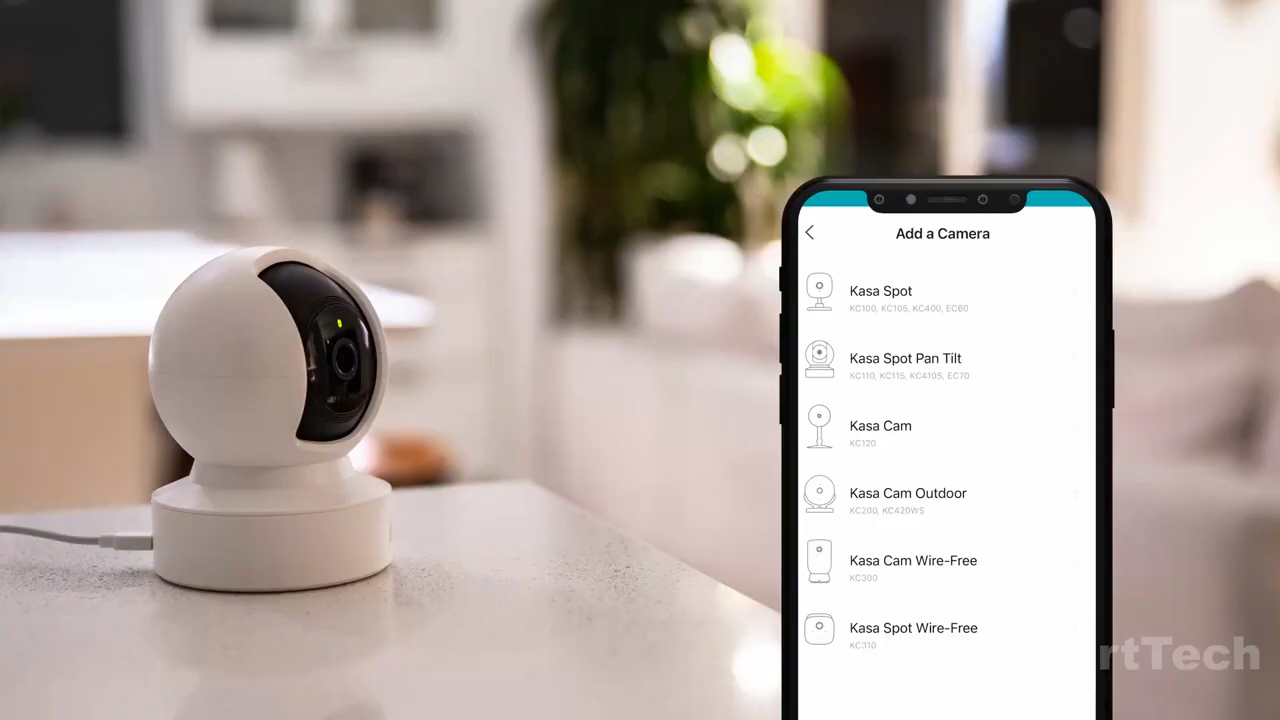 Add a Camera
Kasa Spot
KC100, KC105, KC400, EC60
Kasa Spot Pan Tilt
KC110, KC115, KC410S, EC70
Kasa Cam
KC120
Kasa Cam Outdoor
KC200, KC420WS
Kasa Cam Wire-Free
KC300
Kasa Spot Wire-Free
KC310
rtTech